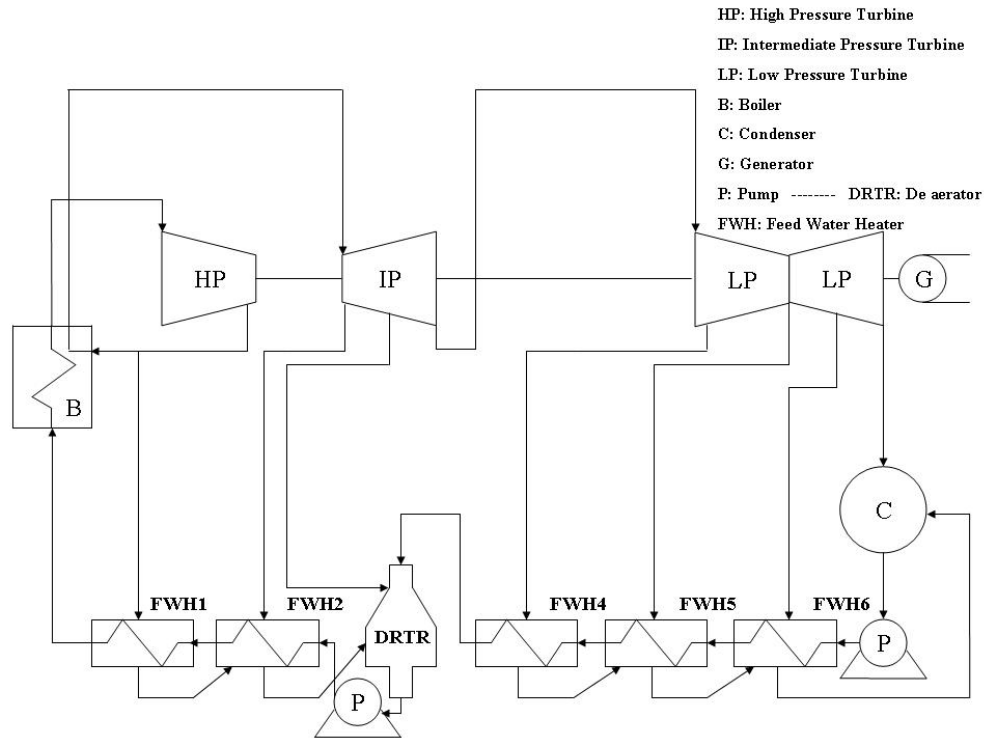 HP: High Pressure Turbine
IP: Intermediate Pressure Turbine
LP: Low Pressure Turbine
B: Boiler
C: Condenser
G: Generator
P: Pump -------- DRTR: De aerator
FWH: Feed Water Heater
HP
IP
LP
LP
G
B
C
FWH1
FWH2
FWH4
FWH5
FWH6
DRTR
P
P